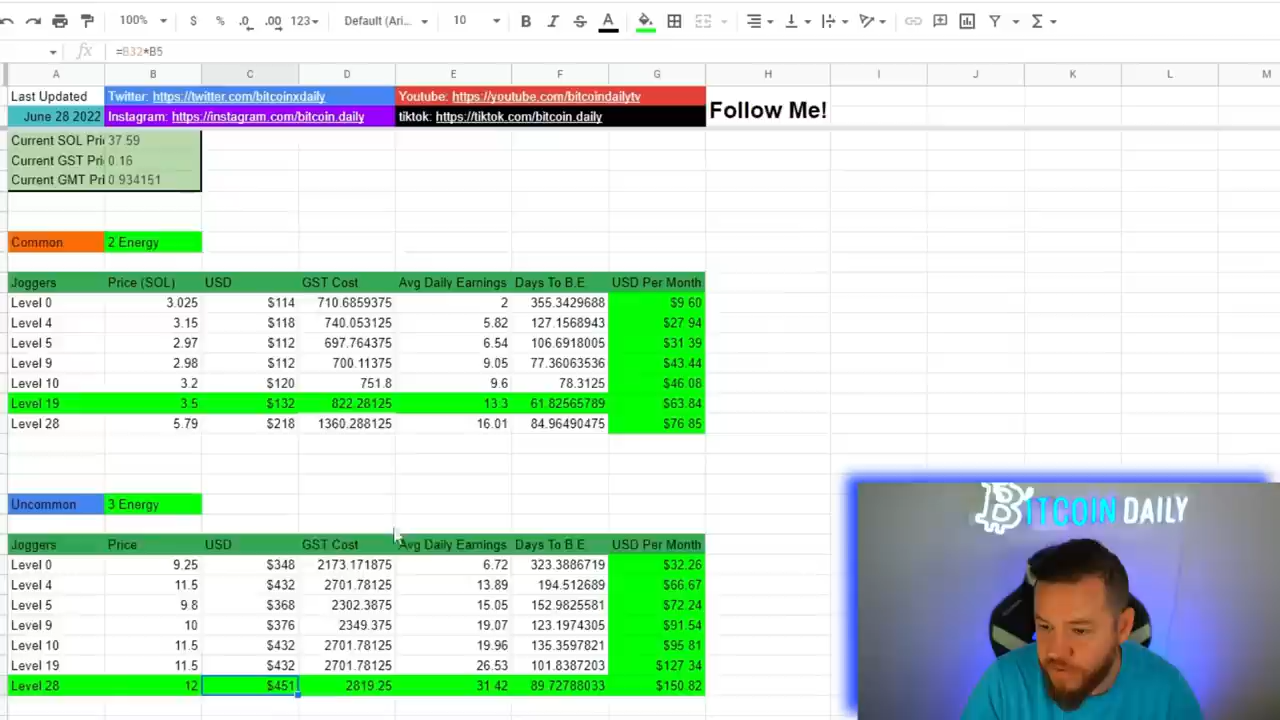 100% $ % .0 .00 123 Default (Ari... 10 B I S A
fx =B32*B5
A B C D E F G H I J K L M
Last Updated Twitter: https://twitter.com/bitcoinxdaily Youtube: https://youtube.com/bitcoindailytv
June 28 2022 Instagram: https://instagram.com/bitcoin.daily tiktok: https://tiktok.com/bitcoin.daily Follow Me!
Current SOL Pri 37.59
Current GST Pri 0.16
Current GMT Pri 0.934151
Common 2 Energy
Joggers Price (SOL) USD GST Cost Avg Daily Earnings Days To B.E. USD Per Month
Level 0 3.025 $114 710.6859375 2 355.3429688 $9.60
Level 4 3.15 $118 740.053125 5.82 127.1568943 $27.94
Level 5 2.97 $112 697.764375 6.54 106.6918005 $31.39
Level 9 2.98 $112 700.11375 9.05 77.36063536 $43.44
Level 10 3.2 $120 751.8 9.6 78.3125 $46.08
Level 19 3.5 $132 822.28125 13.3 61.82565789 $63.84
Level 28 5.79 $218 1360.288125 16.01 84.96490475 $76.85
Uncommon 3 Energy
Joggers Price USD GST Cost Avg Daily Earnings Days To B.E USD Per Month
Level 0 9.25 $348 2173.171875 6.72 323.3886719 $32.26
Level 4 11.5 $432 2701.78125 13.89 194.512689 $66.67
Level 5 9.8 $368 2302.3875 15.05 152.9825581 $72.24
Level 9 10 $376 2349.375 19.07 123.1974305 $91.54
Level 10 11.5 $432 2701.78125 19.96 135.3597821 $95.81
Level 19 11.5 $432 2701.78125 26.53 101.8387203 $127.34
Level 28 12 $451 2819.25 31.42 89.72788033 $150.82
BITCOIN DAILY